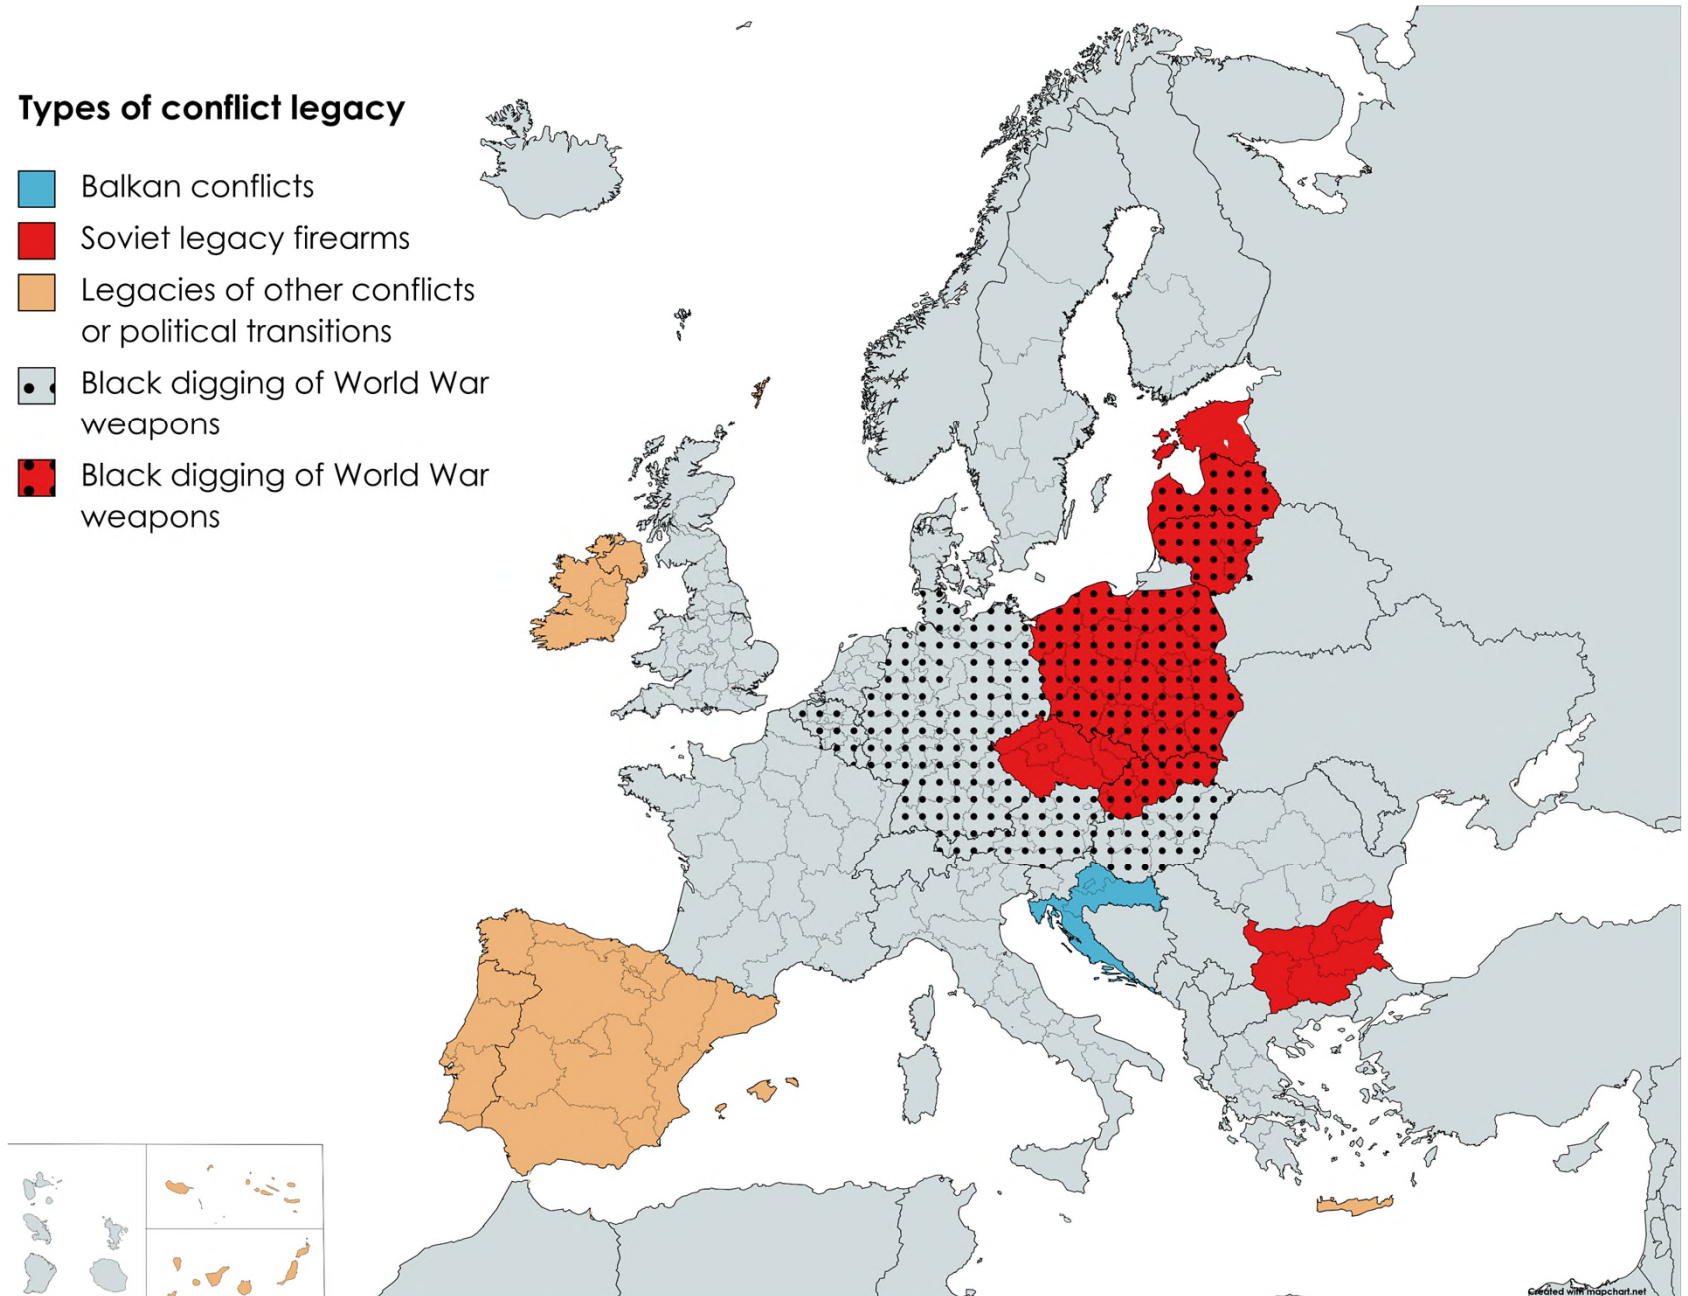 Types of conflict legacy
Balkan conflicts
Soviet legacy firearms
Legacies of other conflicts
or political transitions
Black digging of World War
weapons
Black digging of World War
weapons
Created with mapchart.net